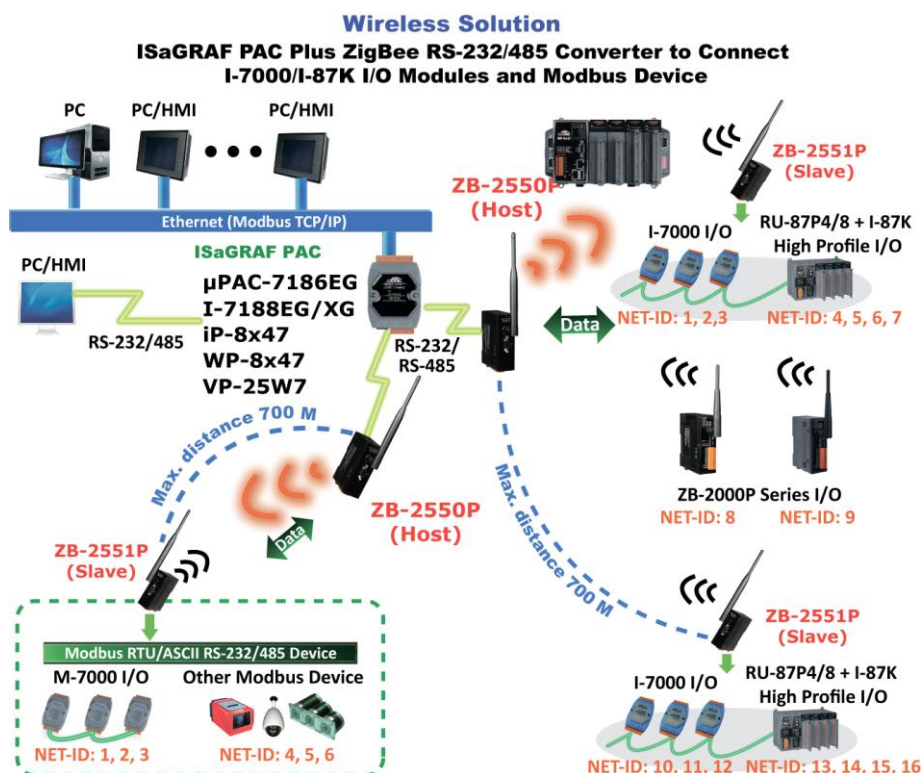 Wireless Solution
ISaGRAF PAC Plus ZigBee RS-232/485 Converter to Connect
I-7000/I-87K I/O Modules and Modbus Device
PC
PC/HMI
PC/HMI
Ethernet (Modbus TCP/IP)
ZB-2550P
(Host)
ZB-2551P
(Slave)
I-7000 I/O
RU-87P4/8 + I-87K
High Profile I/O
NET-ID: 1, 2,3
NET-ID: 4, 5, 6, 7
Data
PC/HMI
RS-232/485
ISaGRAF PAC
µPAC-7186EG
I-7188EG/XG
iP-8x47
WP-8x47
VP-25W7
RS-232/
RS-485
Max. distance 700 M
ZB-2550P
(Host)
Data
Max. distance 700 M
ZB-2000P Series I/O
NET-ID: 8
NET-ID: 9
ZB-2551P
(Slave)
Modbus RTU/ASCII RS-232/485 Device
M-7000 I/O
Other Modbus Device
NET-ID: 1, 2, 3
NET-ID: 4, 5, 6
ZB-2551P
(Slave)
I-7000 I/O
RU-87P4/8 + I-87K
High Profile I/O
NET-ID: 10, 11, 12
NET-ID: 13, 14, 15, 16